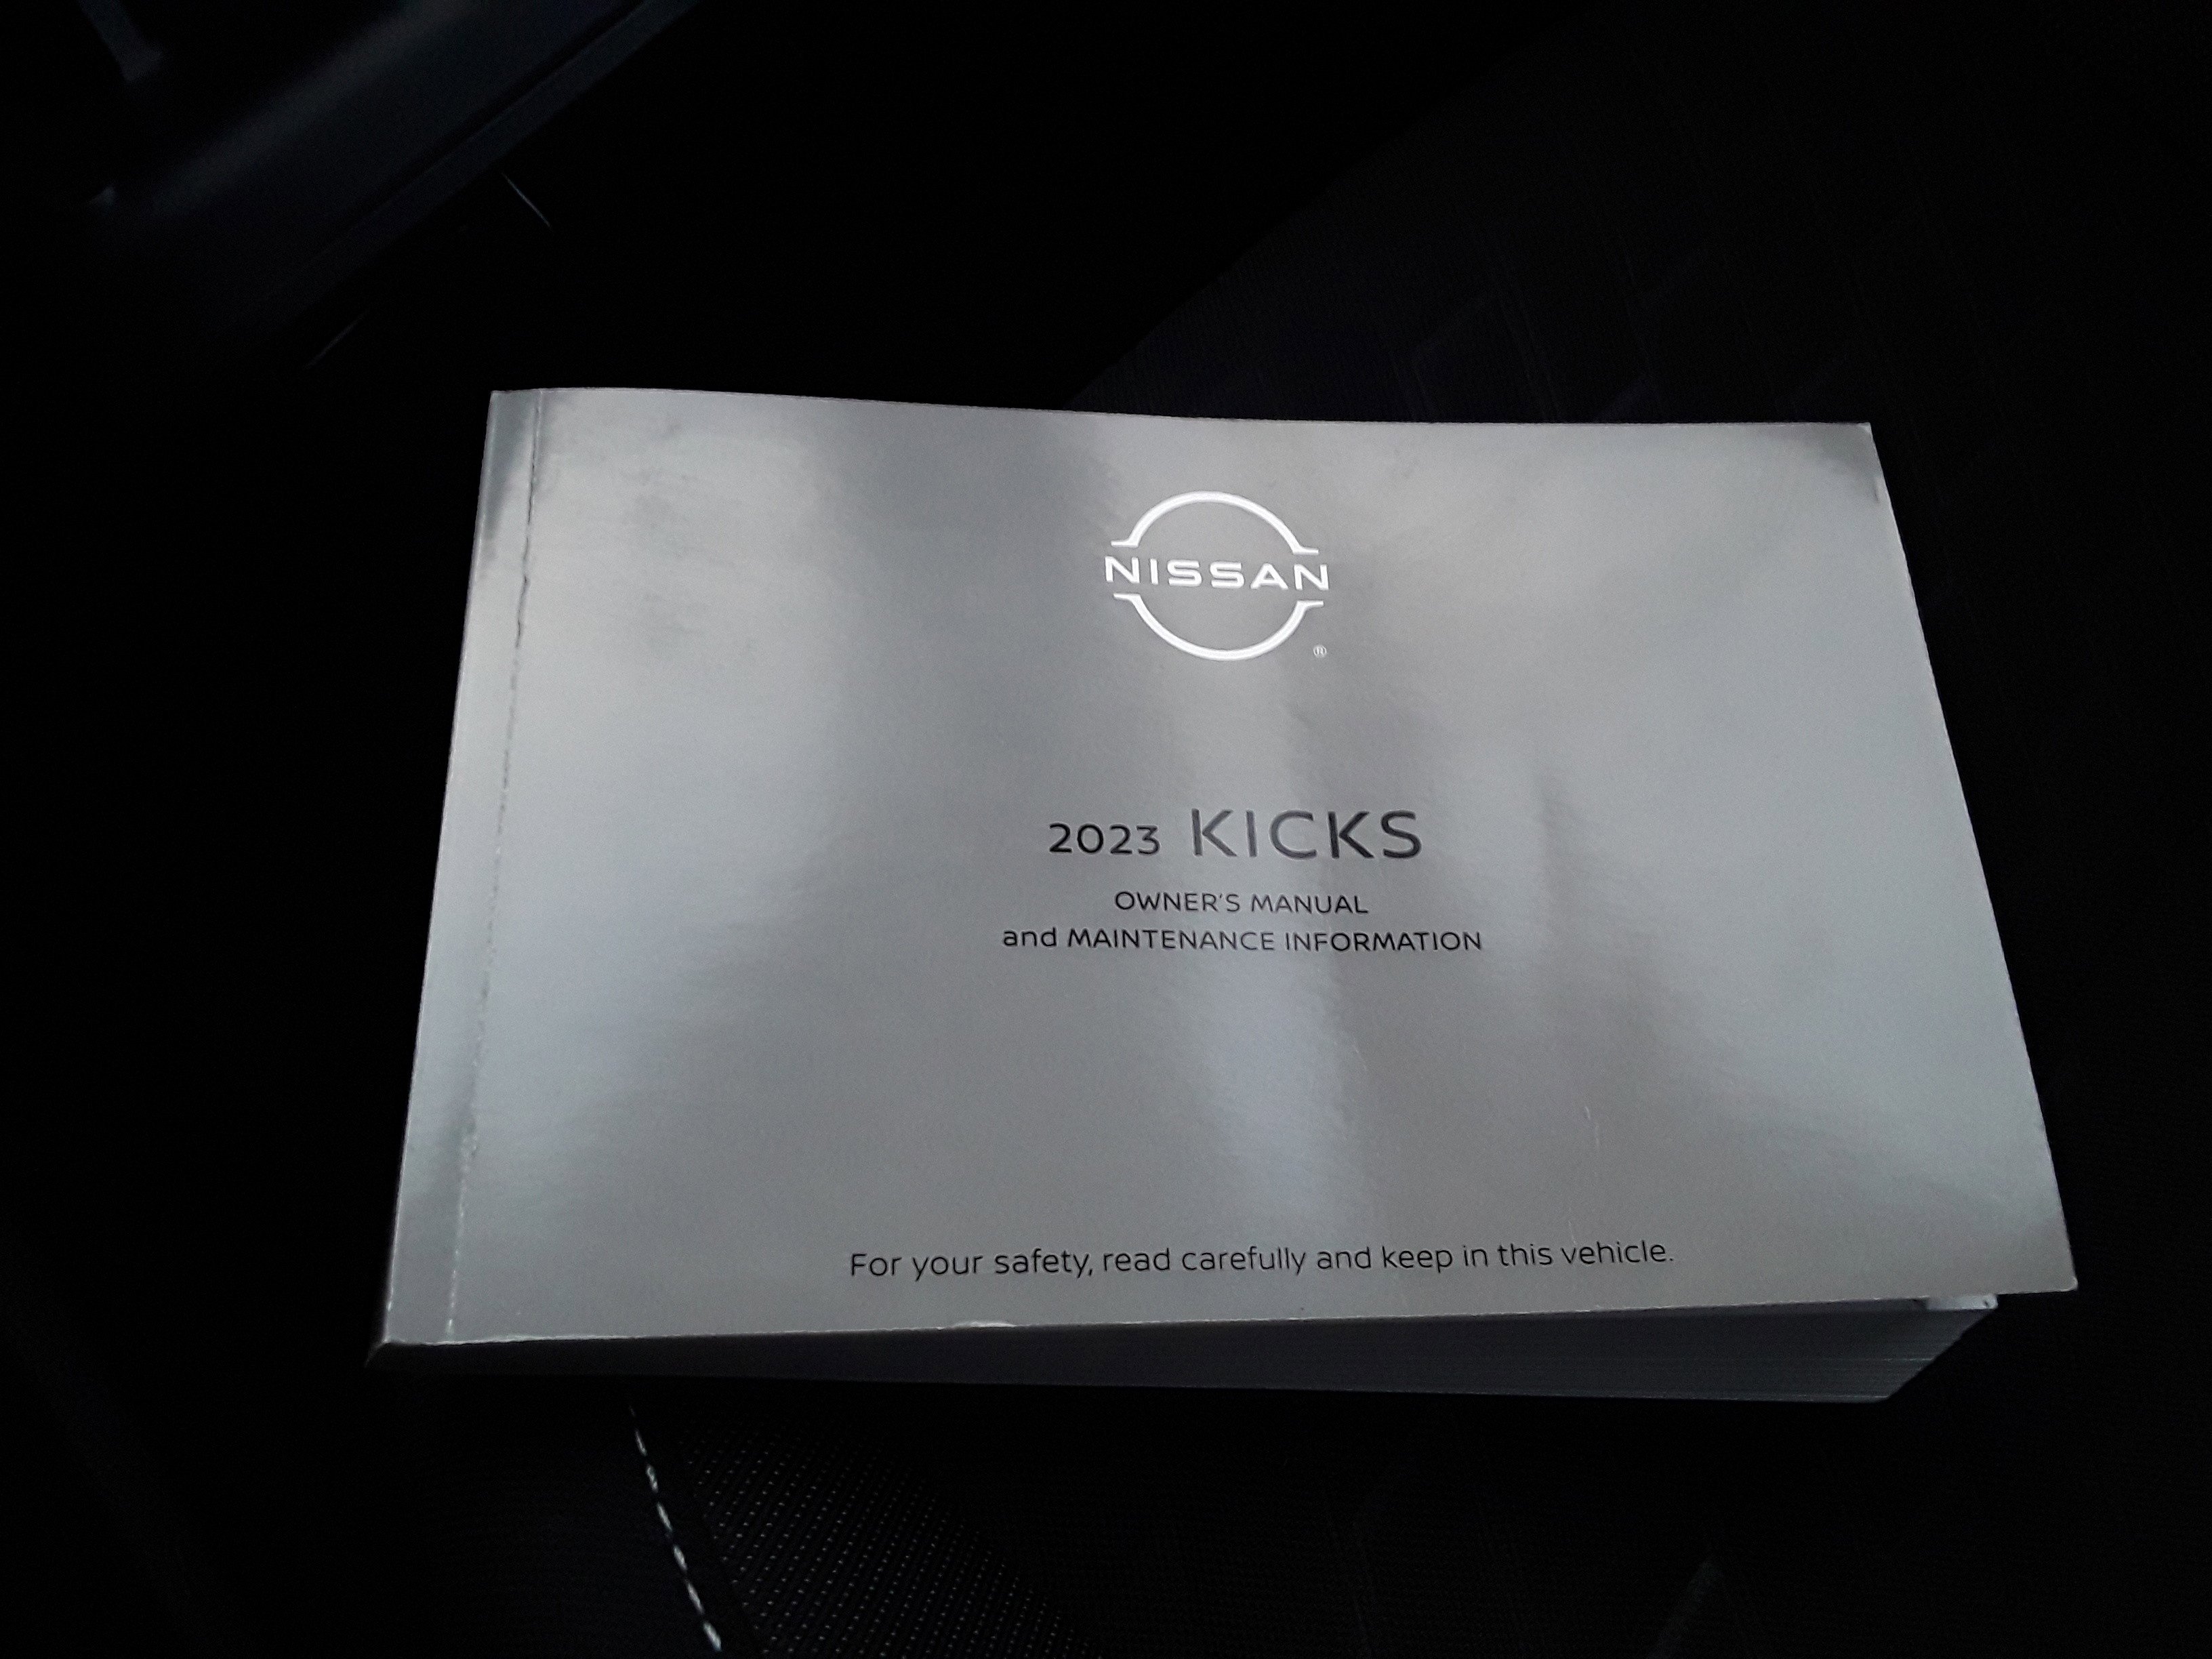 NISSAN
®
2023 KICKS
OWNER'S MANUAL
and MAINTENANCE INFORMATION
For your safety, read carefully and keep in this vehicle.